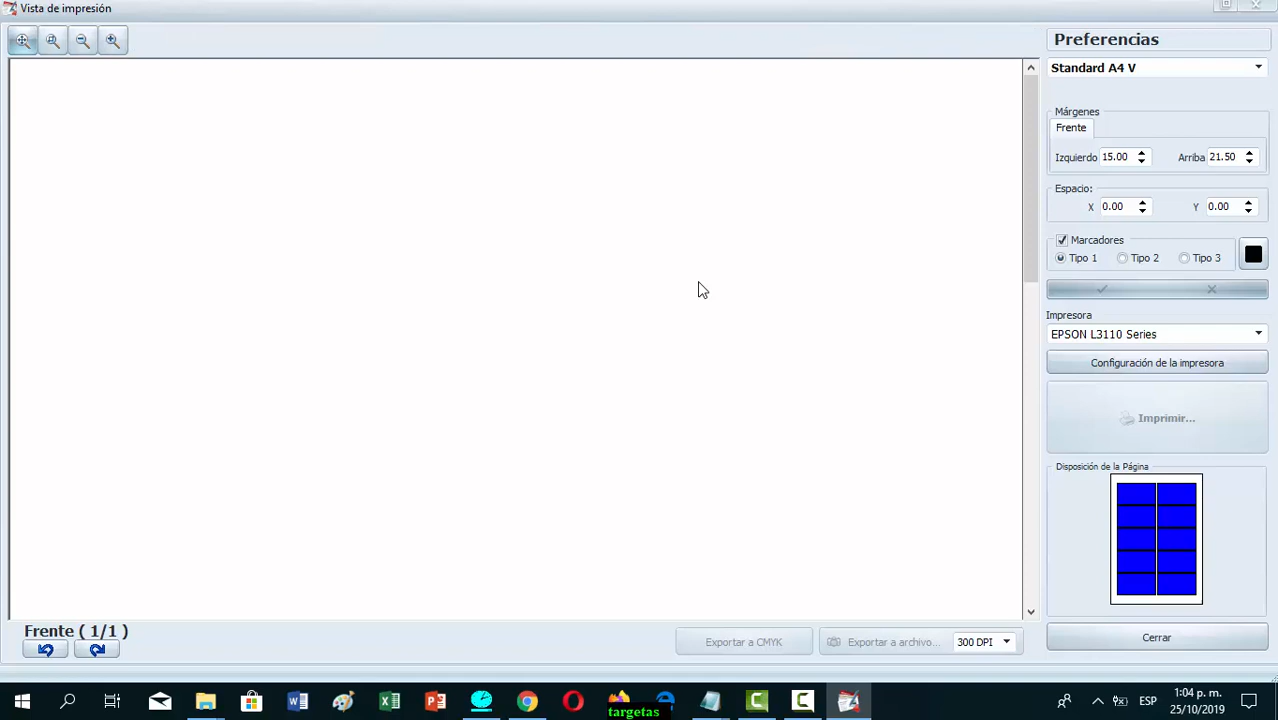 Vista de impresión
Preferencias
Standard A4 V
Márgenes
Frente
Izquierdo 15.00 Arriba 21.50
Espacio:
X 0.00 Y 0.00
Marcadores
Tipo 1 Tipo 2 Tipo 3
Impresora
EPSON L3110 Series
Configuración de la impresora
Imprimir...
Disposición de la Página
Frente ( 1/1 )
Exportar a CMYK Exportar a archivo... 300 DPI
Cerrar
targetas
ESP
1:04 p. m.
25/10/2019